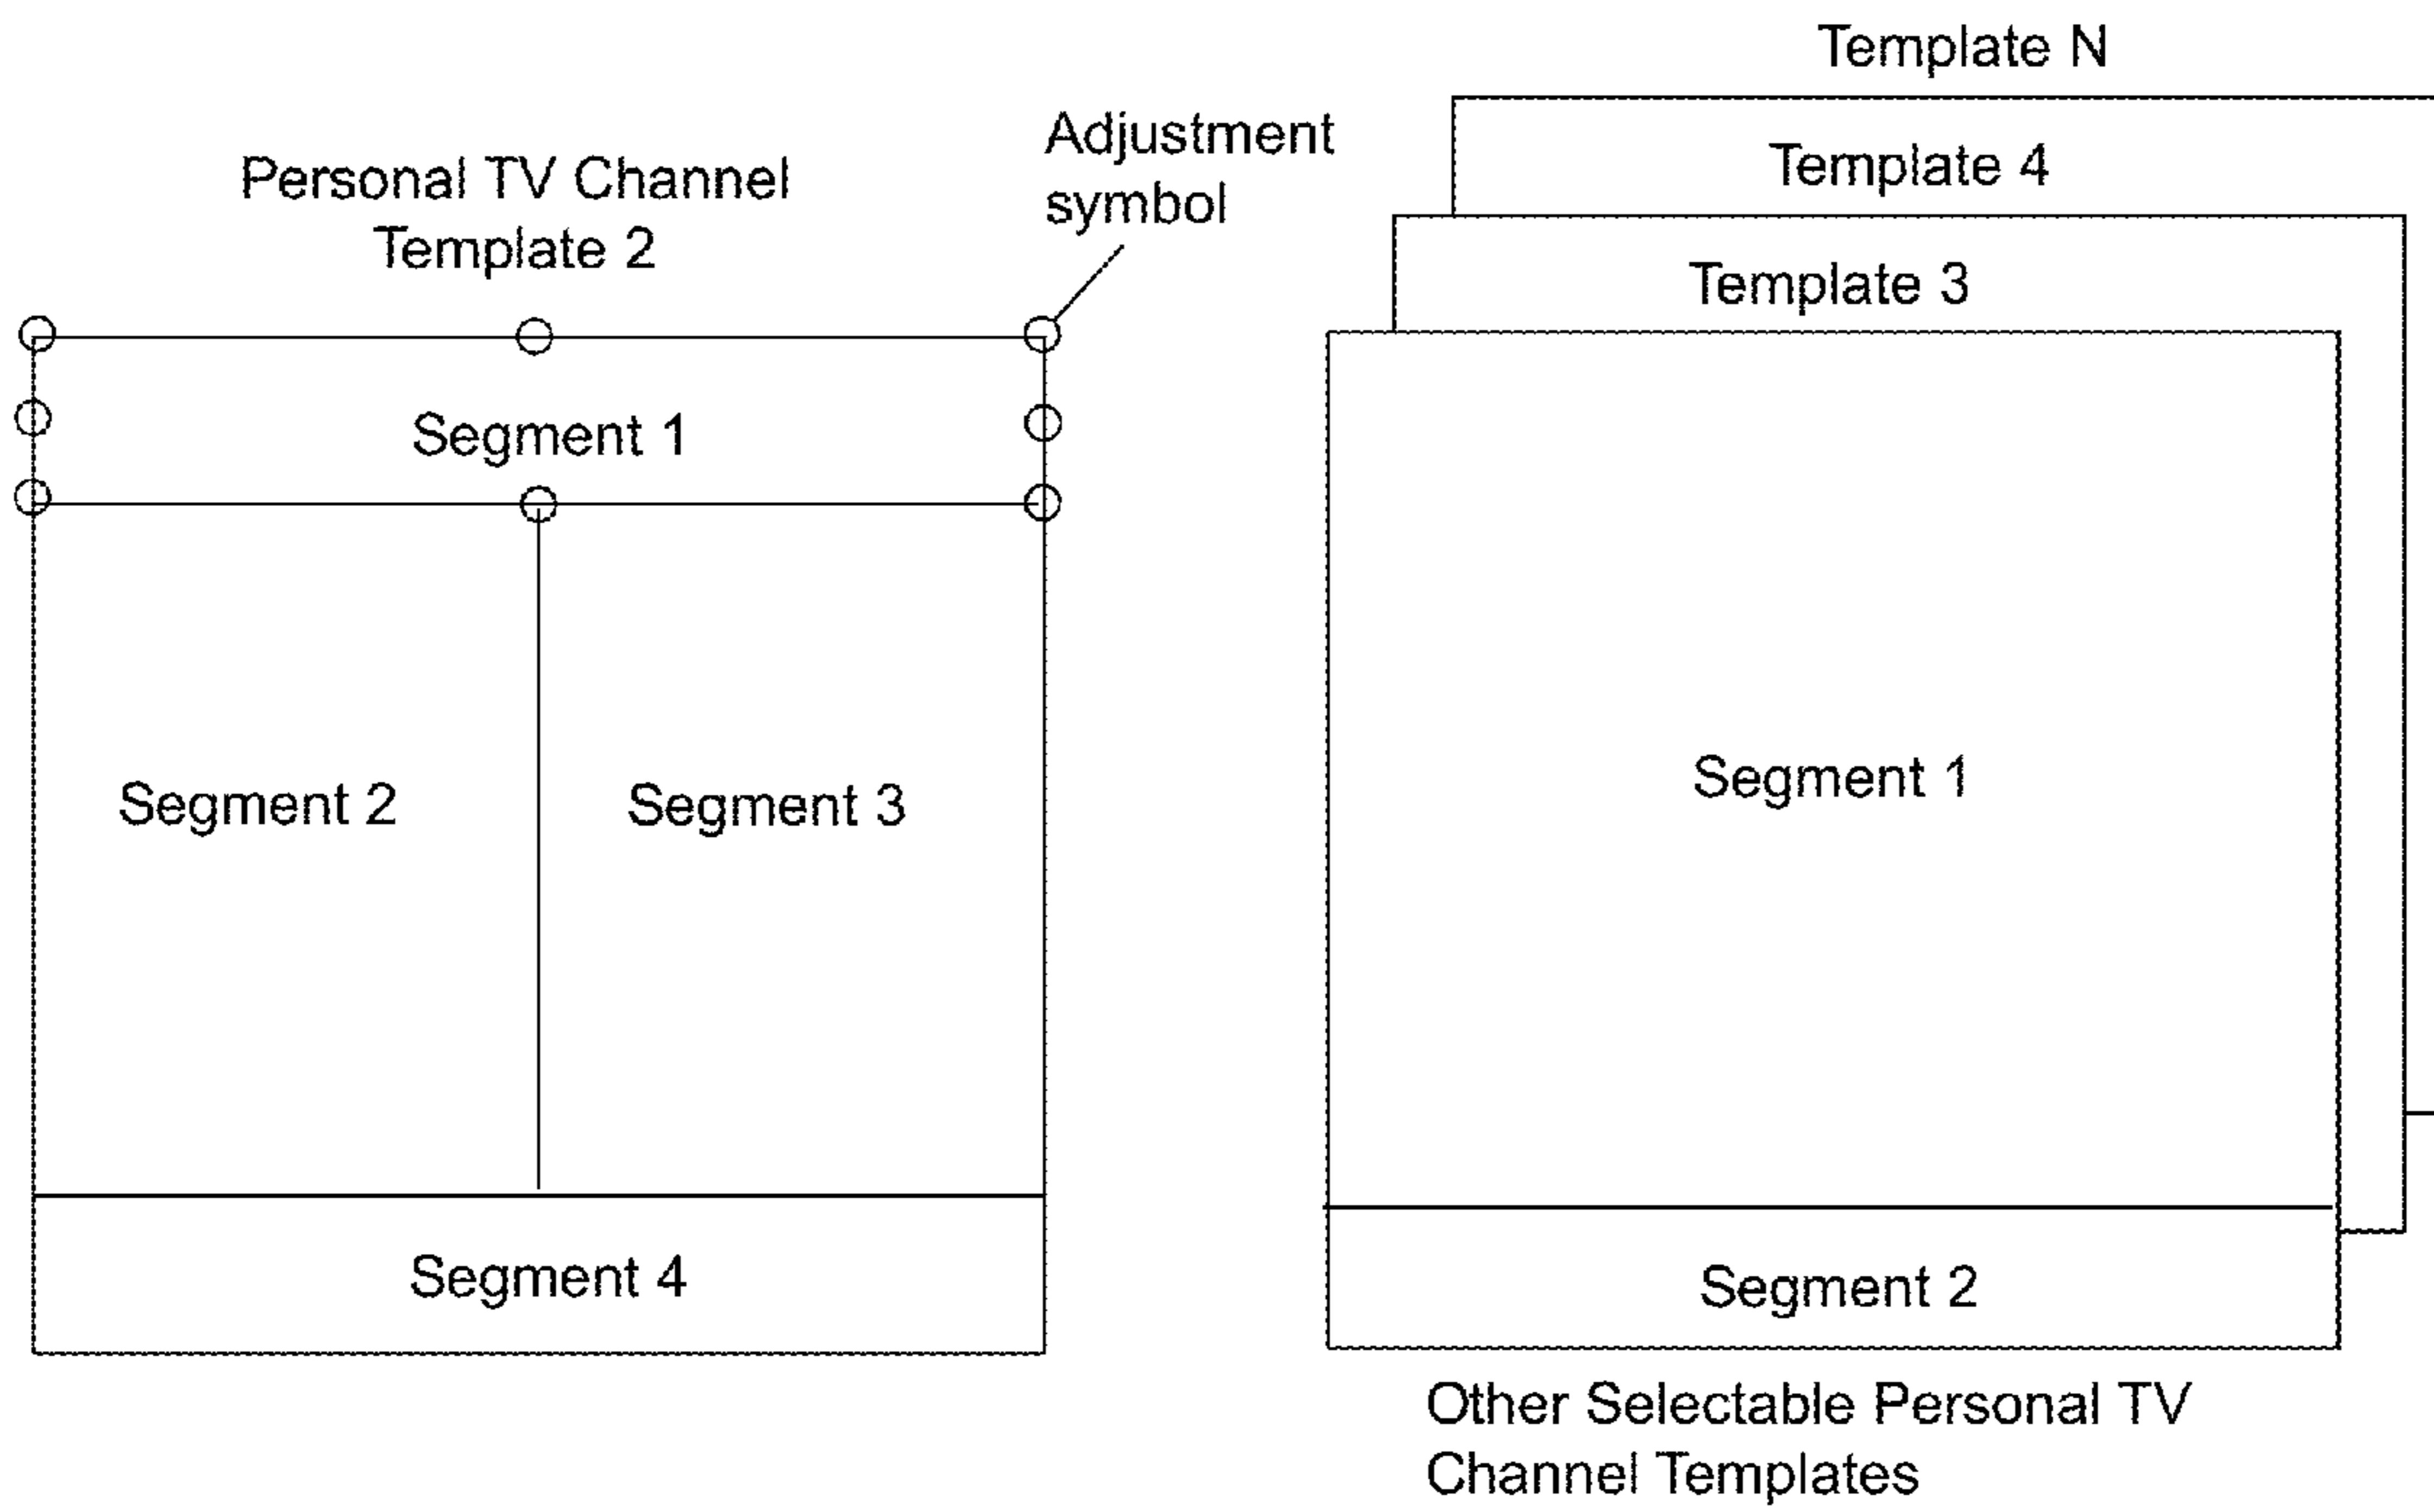 Personal TV Channel
Template 2
Adjustment
symbol
Segment 1
Segment 2
Segment 3
Segment 4
Template N
Template 4
Template 3
Segment 1
Segment 2
Other Selectable Personal TV
Channel Templates